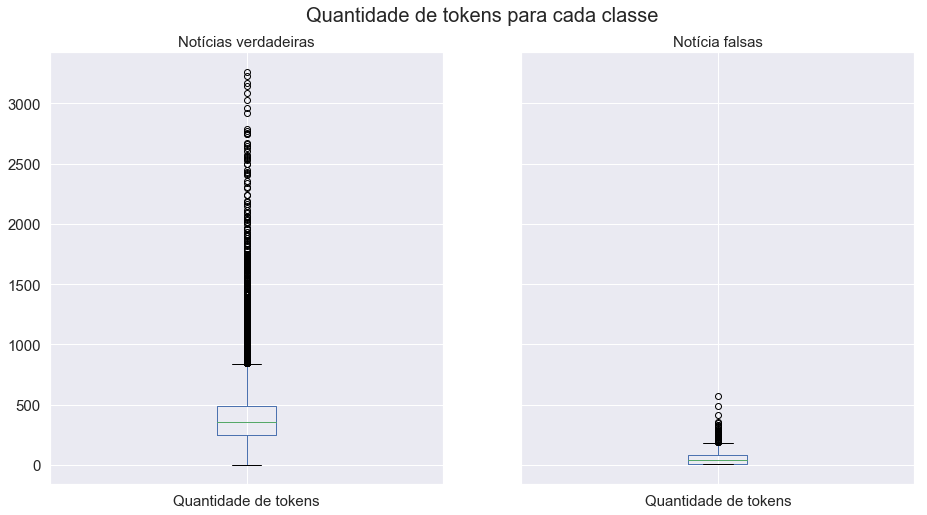 Quantidade de tokens para cada classe
Notícias verdadeiras
Notícia falsas
3000
2500
2000
1500
1000
500
0
Quantidade de tokens
Quantidade de tokens